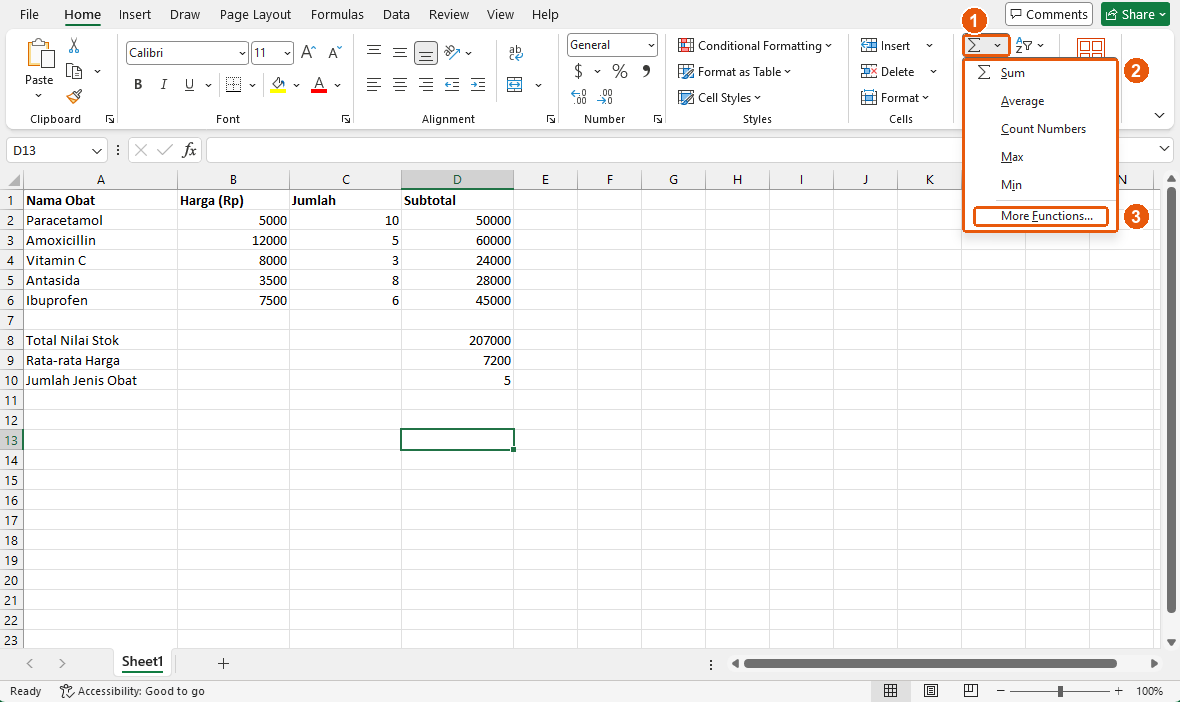 File Home Insert Draw Page Layout Formulas Data Review View Help 1 Comments Share
Calibri 11 General Conditional Formatting Insert
Paste B I U A ab $ % Format as Table Delete
Cell Styles Format
Clipboard Font Alignment Number Styles Cells
Sum 2
Average
Count Numbers
Max
Min
More Functions... 3
D13 fx
A B C D E F G H I J K N
1 Nama Obat Harga (Rp) Jumlah Subtotal
2 Paracetamol 5000 10 50000
3 Amoxicillin 12000 5 60000
4 Vitamin C 8000 3 24000
5 Antasida 3500 8 28000
6 Ibuprofen 7500 6 45000
7
8 Total Nilai Stok 207000
9 Rata-rata Harga 7200
10 Jumlah Jenis Obat 5
11
12
13
14
15
16
17
18
19
20
21
22
23
Sheet1
Ready Accessibility: Good to go 100%